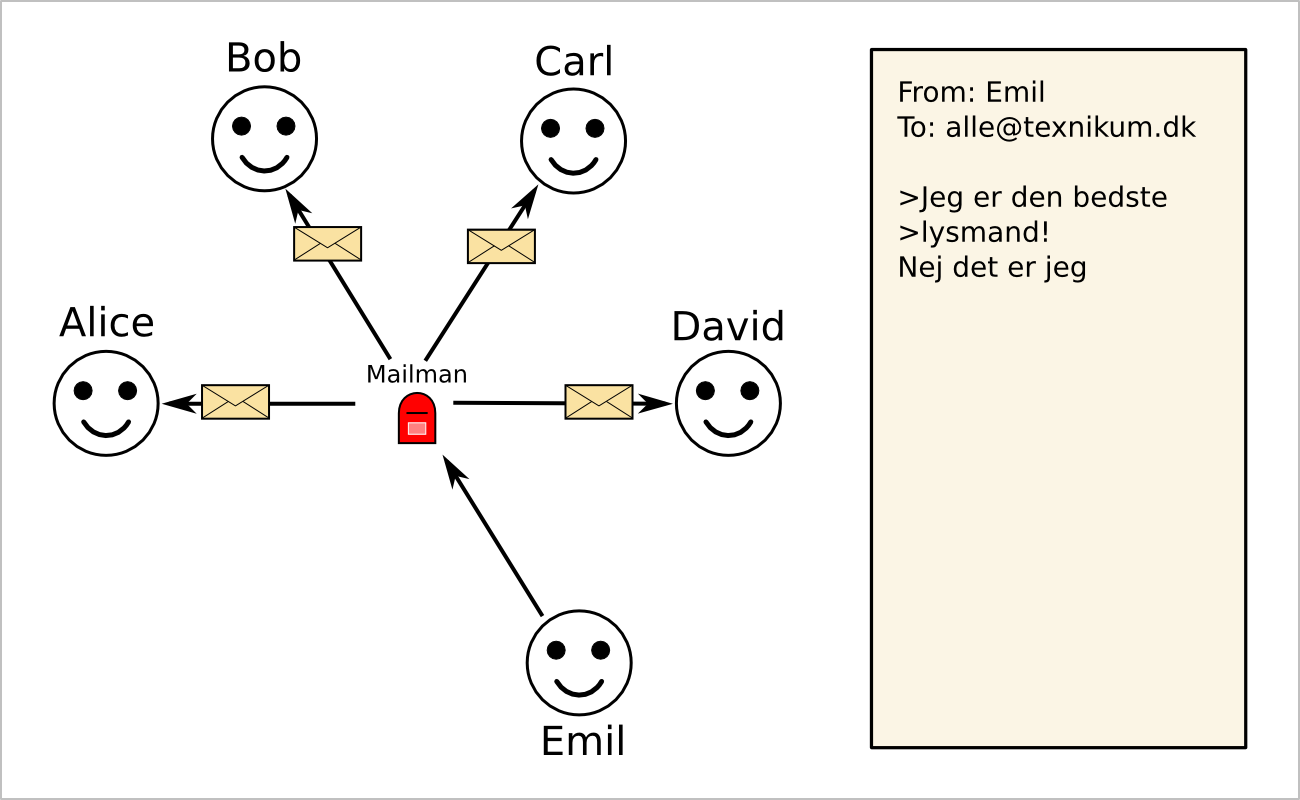 Bob
Carl
Alice
David
Mailman
Emil
From: Emil
To: alle@texnikum.dk
>Jeg er den bedste
>lysmand!
Nej det er jeg